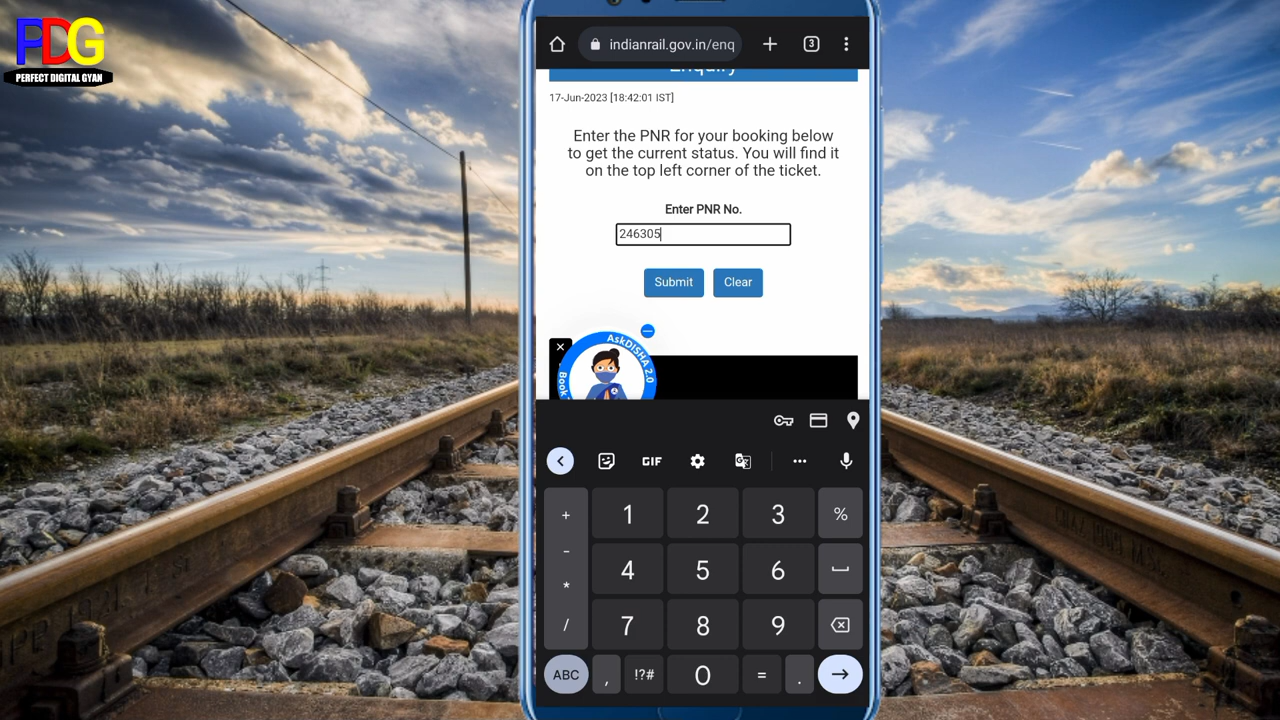 PDG
PERFECT DIGITAL GYAN
indianrail.gov.in/enq
3
Enquiry
17-Jun-2023 [18:42:01 IST]
Enter the PNR for your booking below
to get the current status. You will find it
on the top left corner of the ticket.
Enter PNR No.
246305
Submit Clear
AskDISHA 2.0
Book
GIF
+ 1 2 3 %
- 4 5 6
*
/ 7 8 9
ABC , !?# 0 = .